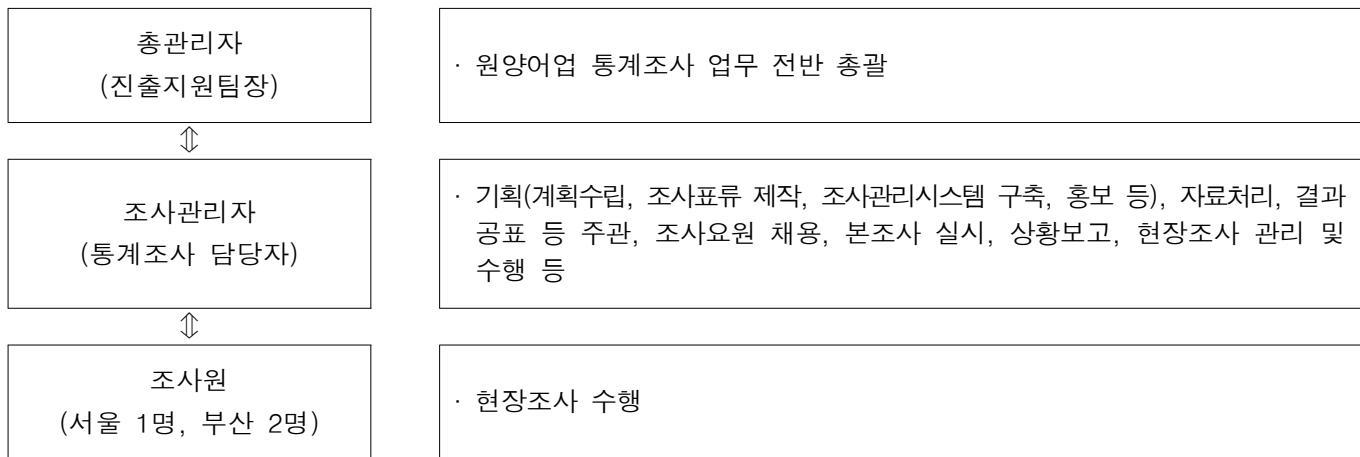 총관리자
(진출지원팀장)
· 원양어업 통계조사 업무 전반 총괄
⇕
조사관리자
(통계조사 담당자)
· 기획(계획수립, 조사표류 제작, 조사관리시스템 구축, 홍보 등), 자료처리, 결과
공표 등 주관, 조사요원 채용, 본조사 실시, 상황보고, 현장조사 관리 및
수행 등
⇕
조사원
(서울 1명, 부산 2명)
· 현장조사 수행